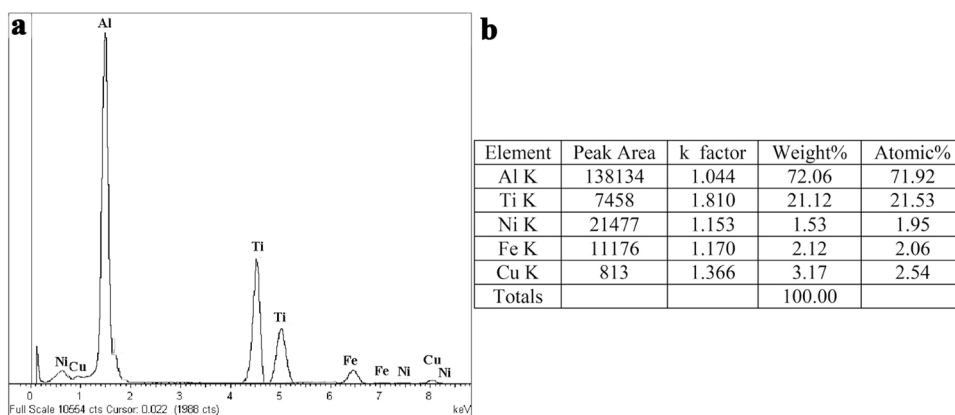 a
b
Al
Ti
Ti
Ni
Cu
Fe
Fe
Ni
Cu
Ni
0 1 2 3 4 5 6 7 8
Full Scale 10554 cts Cursor: 0.022 (1988 cts) keV
Element Peak Area k factor Weight% Atomic%
Al K 138134 1.044 72.06 71.92
Ti K 7458 1.810 21.12 21.53
Ni K 21477 1.153 1.53 1.95
Fe K 11176 1.170 2.12 2.06
Cu K 813 1.366 3.17 2.54
Totals 100.00